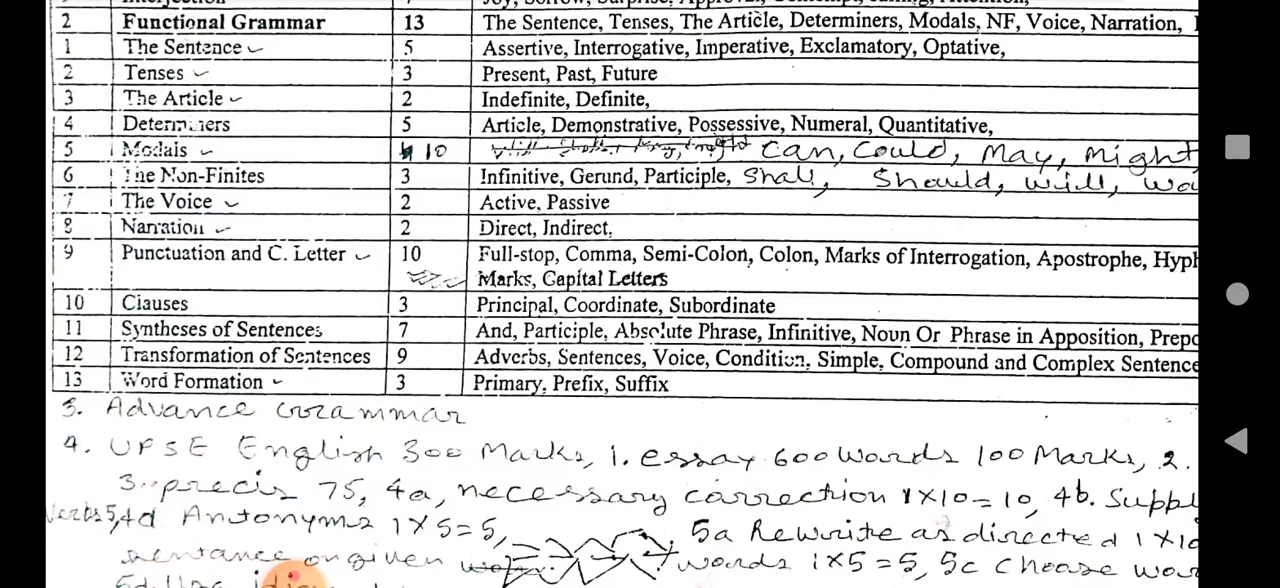 2 Functional Grammar 13 The Sentence, Tenses, The Article, Determiners, Modals, NF, Voice, Narration,
1 The Sentence 5 Assertive, Interrogative, Imperative, Exclamatory, Optative,
2 Tenses 3 Present, Past, Future
3 The Article 2 Indefinite, Definite,
4 Determiners 5 Article, Demonstrative, Possessive, Numeral, Quantitative,
5 Modals 10 can, could, may, might
6 The Non-Finites 3 Infinitive, Gerund, Participle, Shall, Should, will,
7 The Voice 2 Active, Passive
8 Narration 2 Direct, Indirect,
9 Punctuation and C. Letter 10 Full-stop, Comma, Semi-Colon, Colon, Marks of Interrogation, Apostrophe, Hyph
Marks, Capital Letters
10 Clauses 3 Principal, Coordinate, Subordinate
11 Syntheses of Sentences 7 And, Participle, Absolute Phrase, Infinitive, Noun Or Phrase in Apposition, Prepo
12 Transformation of Sentences 9 Adverbs, Sentences, Voice, Condition, Simple, Compound and Complex Sentence
13 Word Formation 3 Primary, Prefix, Suffix
3. Advance Grammar
4. UPSE English 300 Marks, 1. essay 600 words 100 Marks, 2.
3. precis 75, 4a, necessary correction 1×10=10, 4b. Suppl
verbs 5, 4d Antonyms 1×5=5, 5a Rewrite as directed 1×10
sentance on given words 1×5=5, 5c choose wor